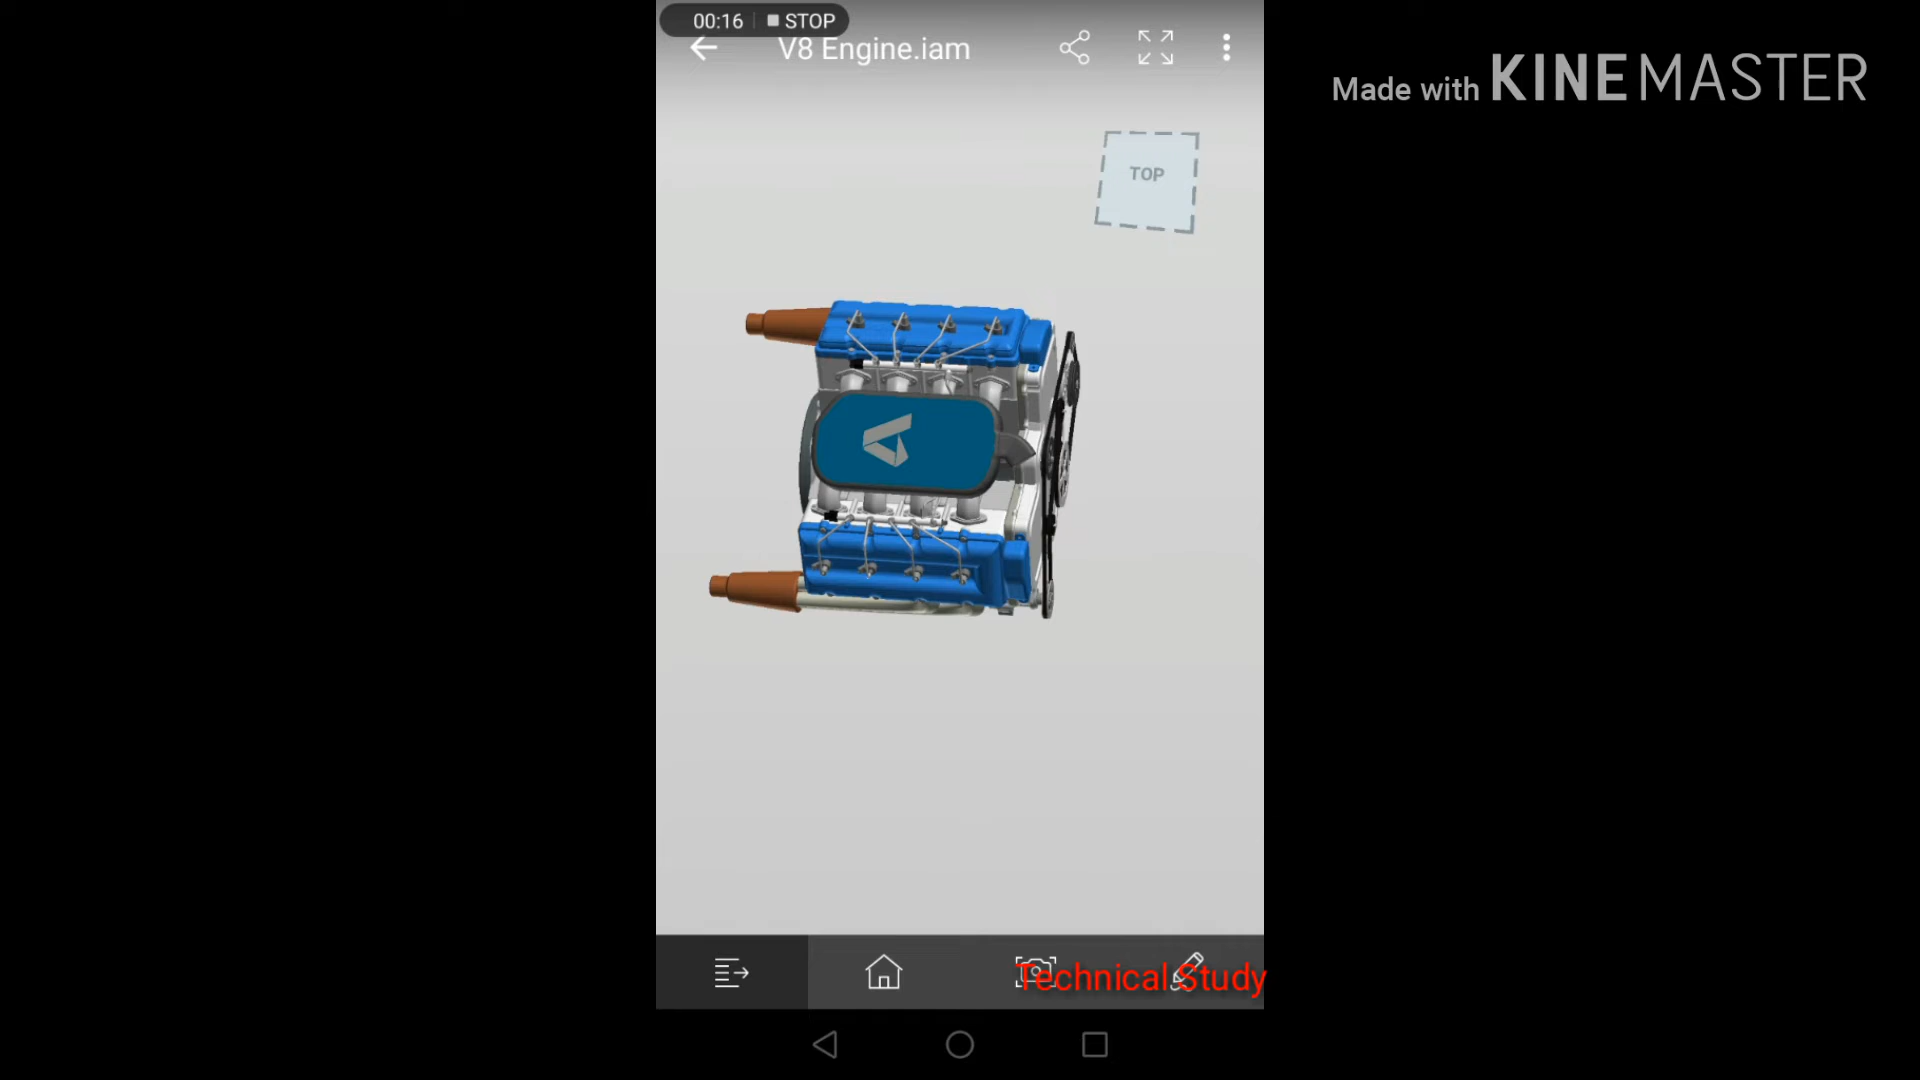 00:16 STOP
V8 Engine.iam
Made with KINEMASTER
TOP
Technical Study